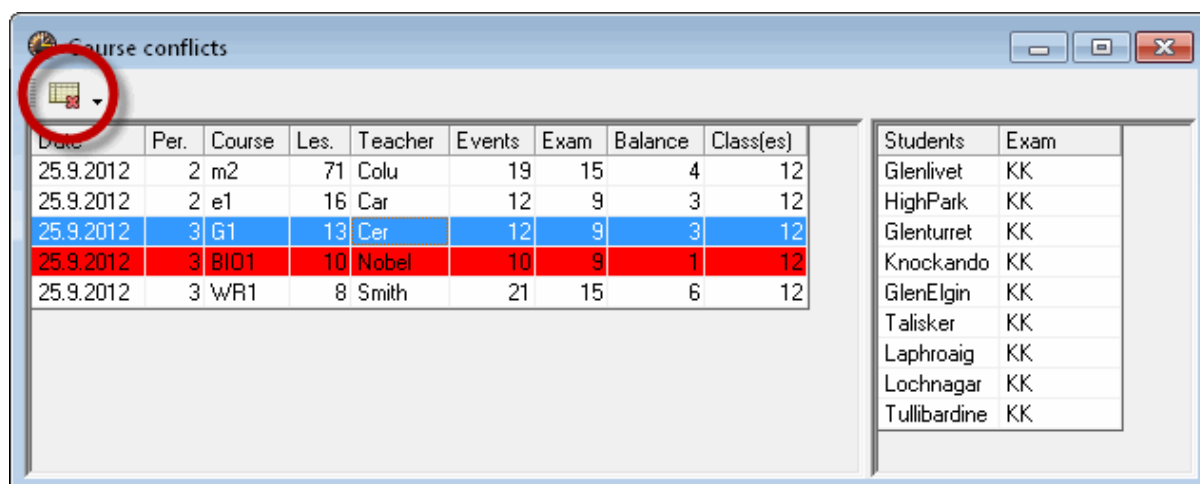 Course conflicts
Date Per. Course Les. Teacher Events Exam Balance Class(es)
25.9.2012 2 m2 71 Colu 19 15 4 12
25.9.2012 2 e1 16 Car 12 9 3 12
25.9.2012 3 G1 13 Cer 12 9 3 12
25.9.2012 3 BIO1 10 Nobel 10 9 1 12
25.9.2012 3 WR1 8 Smith 21 15 6 12
Students Exam
Glenlivet KK
HighPark KK
Glenturret KK
Knockando KK
GlenElgin KK
Talisker KK
Laphroaig KK
Lochnagar KK
Tullibardine KK